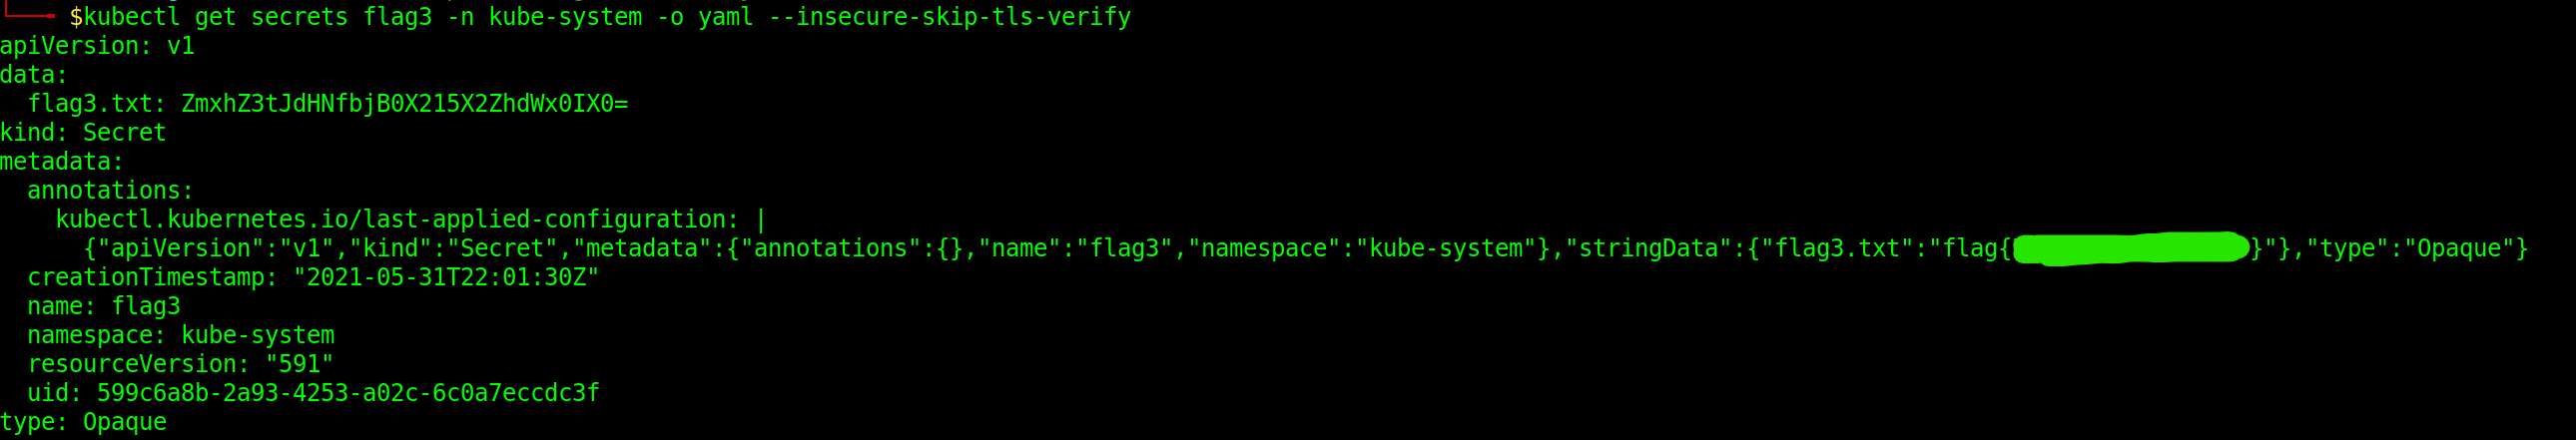 $kubectl get secrets flag3 -n kube-system -o yaml --insecure-skip-tls-verify
apiVersion: v1
data:
  flag3.txt: ZmxhZ3tJdHNfbjB0X215X2ZhdWx0IX0=
kind: Secret
metadata:
  annotations:
    kubectl.kubernetes.io/last-applied-configuration: |
      {"apiVersion":"v1","kind":"Secret","metadata":{"annotations":{},"name":"flag3","namespace":"kube-system"},"stringData":{"flag3.txt":"flag{}"},"type":"Opaque"}
  creationTimestamp: "2021-05-31T22:01:30Z"
  name: flag3
  namespace: kube-system
  resourceVersion: "591"
  uid: 599c6a8b-2a93-4253-a02c-6c0a7eccdc3f
type: Opaque